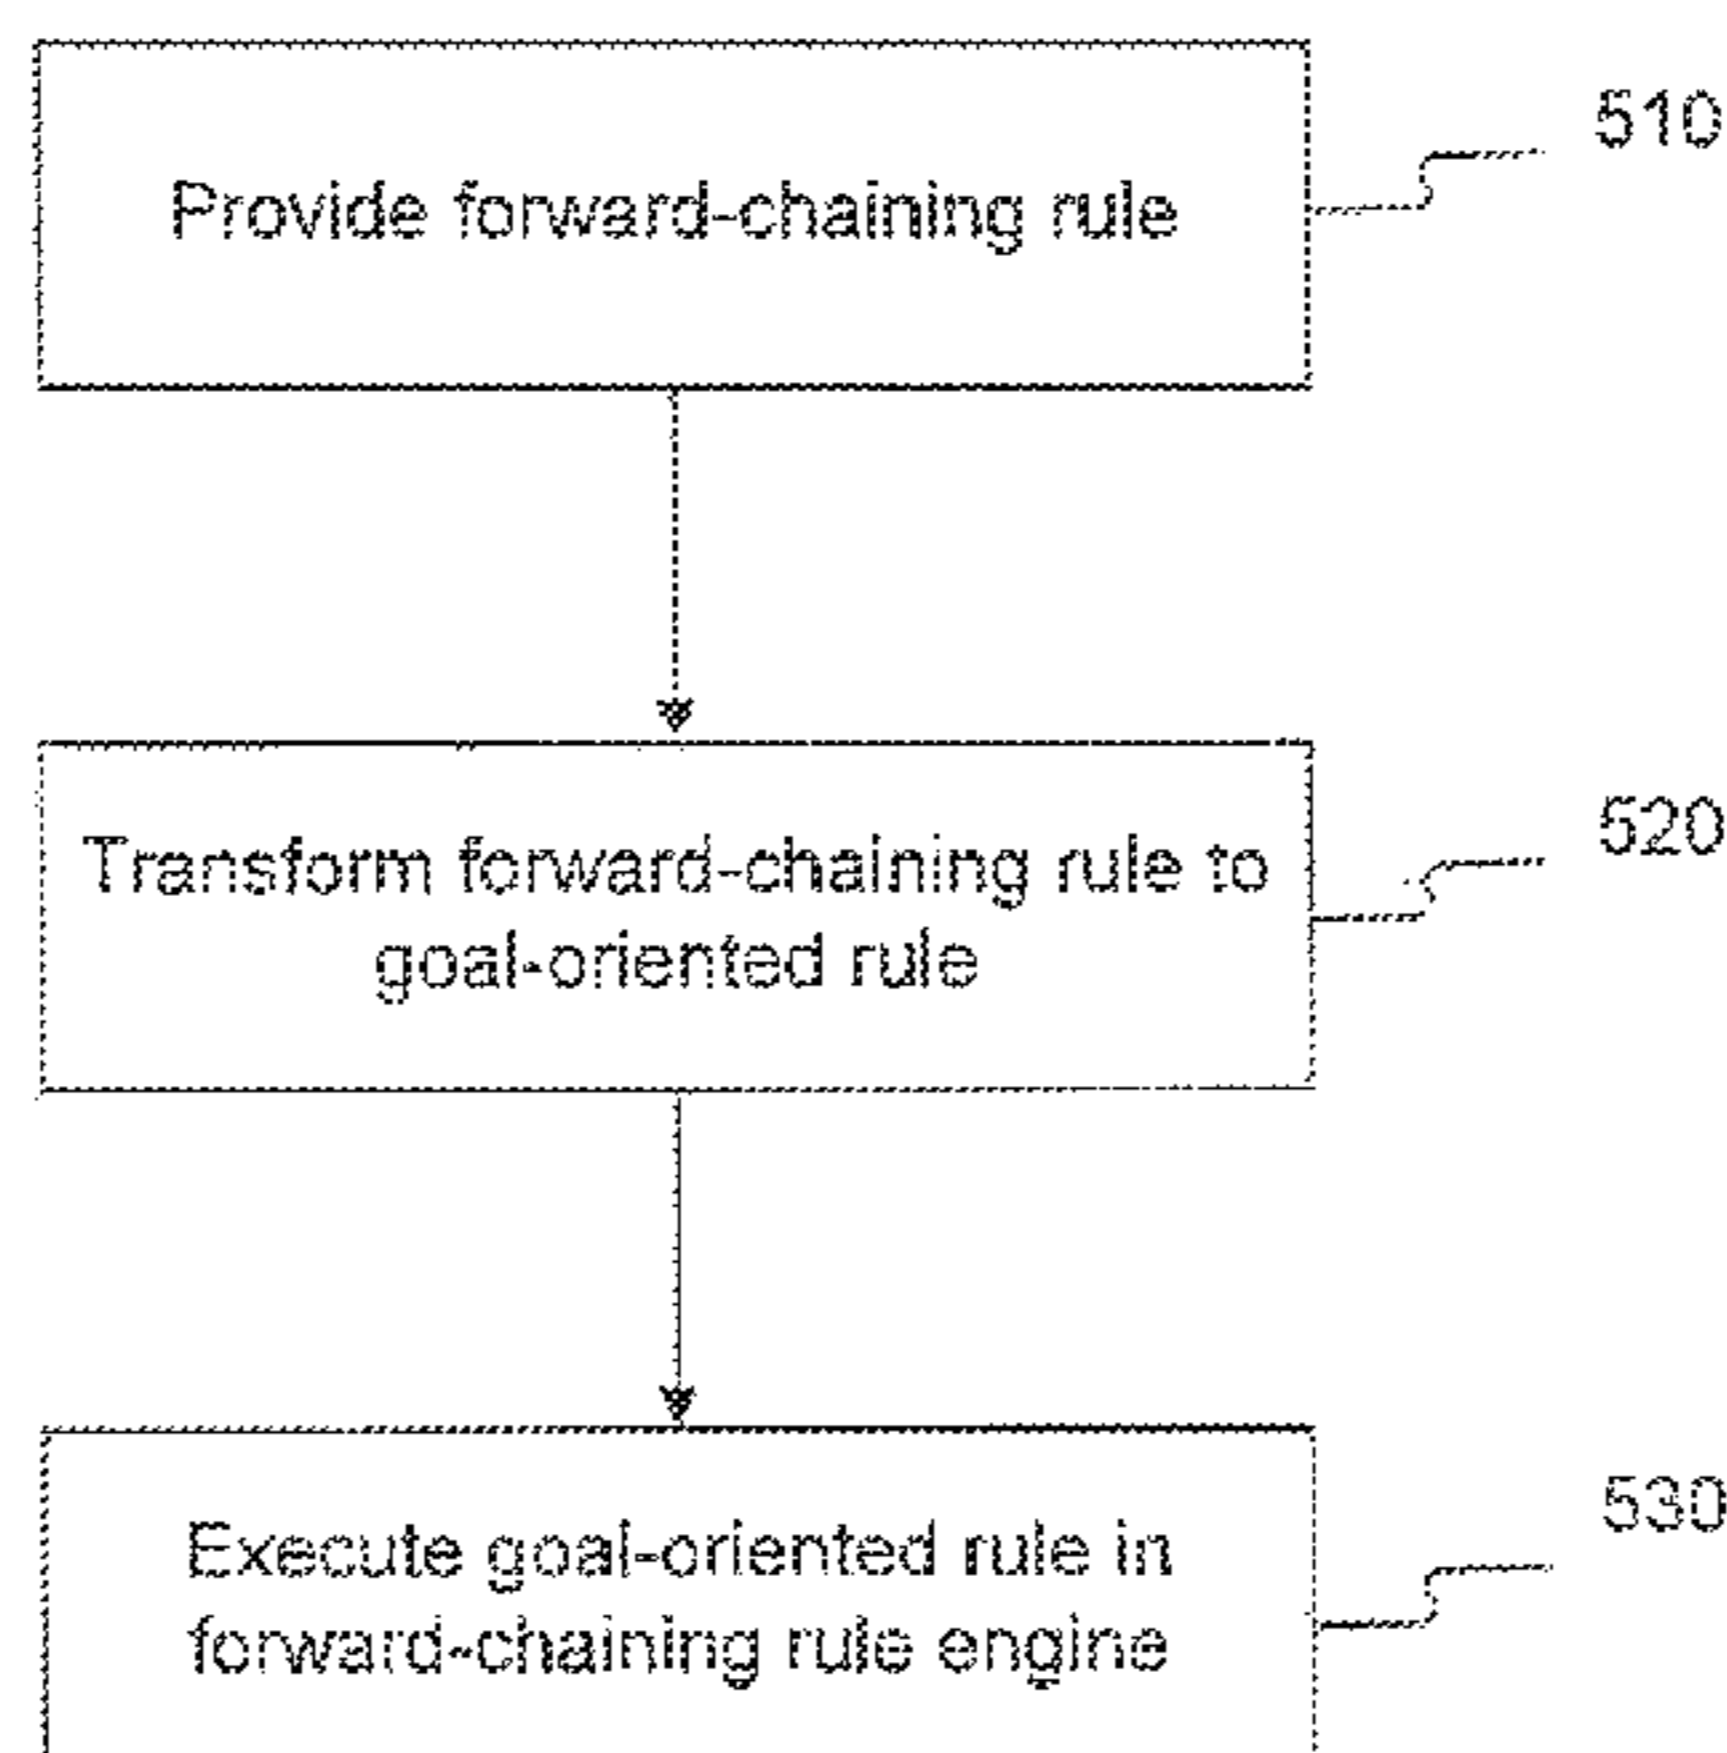 Provide forward-chaining rule
510
Transform forward-chaining rule to
goal-oriented rule
520
Execute goal-oriented rule in
forward-chaining rule engine
530